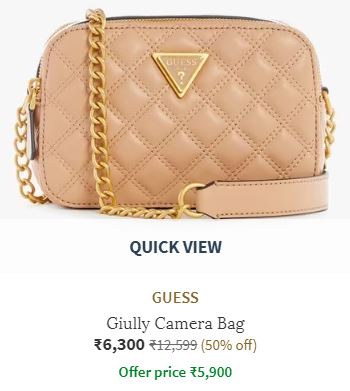 GUESS
?
QUICK VIEW
GUESS
Giully Camera Bag
₹6,300 ₹12,599 (50% off)
Offer price ₹5,900